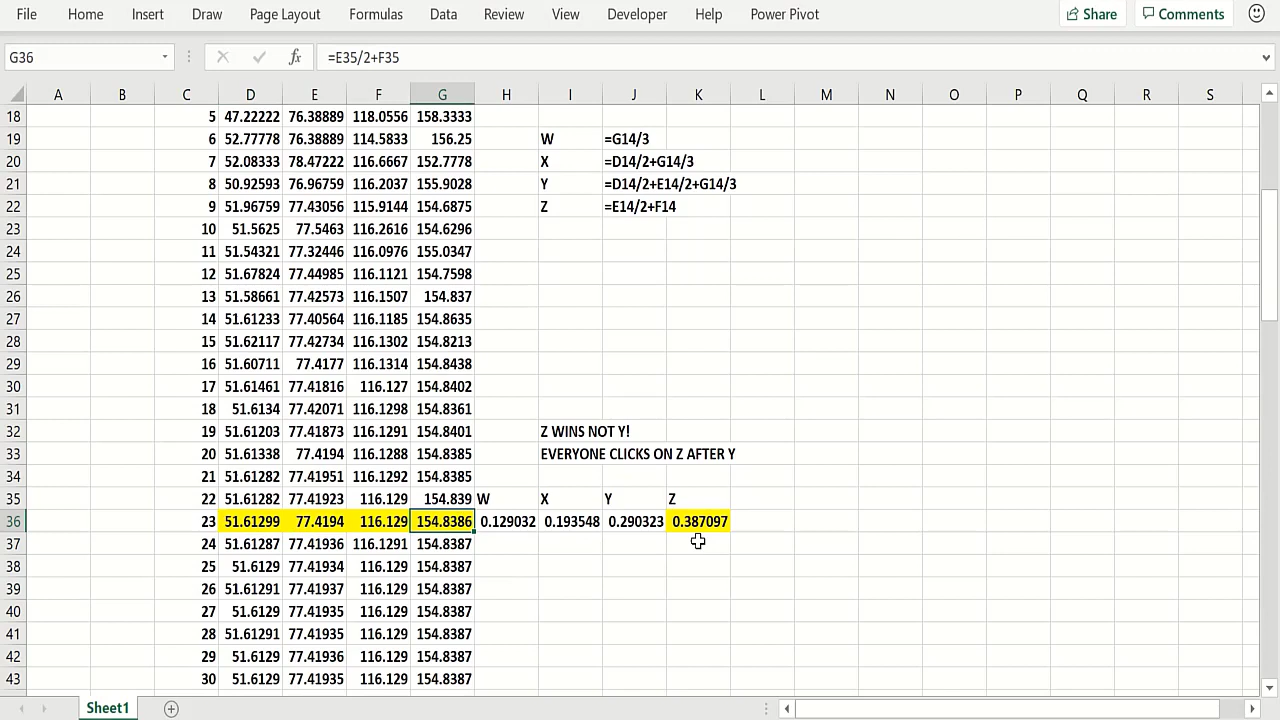 File Home Insert Draw Page Layout Formulas Data Review View Developer Help Power Pivot Share Comments
G36 fx =E35/2+F35
A B C D E F G H I J K L M N O P Q R S
18 5 47.22222 76.38889 118.0556 158.3333
19 6 52.77778 76.38889 114.5833 156.25 W =G14/3
20 7 52.08333 78.47222 116.6667 152.7778 X =D14/2+G14/3
21 8 50.92593 76.96759 116.2037 155.9028 Y =D14/2+E14/2+G14/3
22 9 51.96759 77.43056 115.9144 154.6875 Z =E14/2+F14
23 10 51.5625 77.5463 116.2616 154.6296
24 11 51.54321 77.32446 116.0976 155.0347
25 12 51.67824 77.44985 116.1121 154.7598
26 13 51.58661 77.42573 116.1507 154.837
27 14 51.61233 77.40564 116.1185 154.8635
28 15 51.62117 77.42734 116.1302 154.8213
29 16 51.60711 77.4177 116.1314 154.8438
30 17 51.61461 77.41816 116.127 154.8402
31 18 51.6134 77.42071 116.1298 154.8361
32 19 51.61203 77.41873 116.1291 154.8401 Z WINS NOT Y!
33 20 51.61338 77.4194 116.1288 154.8385 EVERYONE CLICKS ON Z AFTER Y
34 21 51.61282 77.41951 116.1292 154.8385
35 22 51.61282 77.41923 116.129 154.839 W X Y Z
36 23 51.61299 77.4194 116.129 154.8386 0.129032 0.193548 0.290323 0.387097
37 24 51.61287 77.41936 116.1291 154.8387
38 25 51.6129 77.41934 116.129 154.8387
39 26 51.61291 77.41937 116.129 154.8387
40 27 51.6129 77.41935 116.129 154.8387
41 28 51.61291 77.41935 116.129 154.8387
42 29 51.6129 77.41936 116.129 154.8387
43 30 51.6129 77.41935 116.129 154.8387
Sheet1